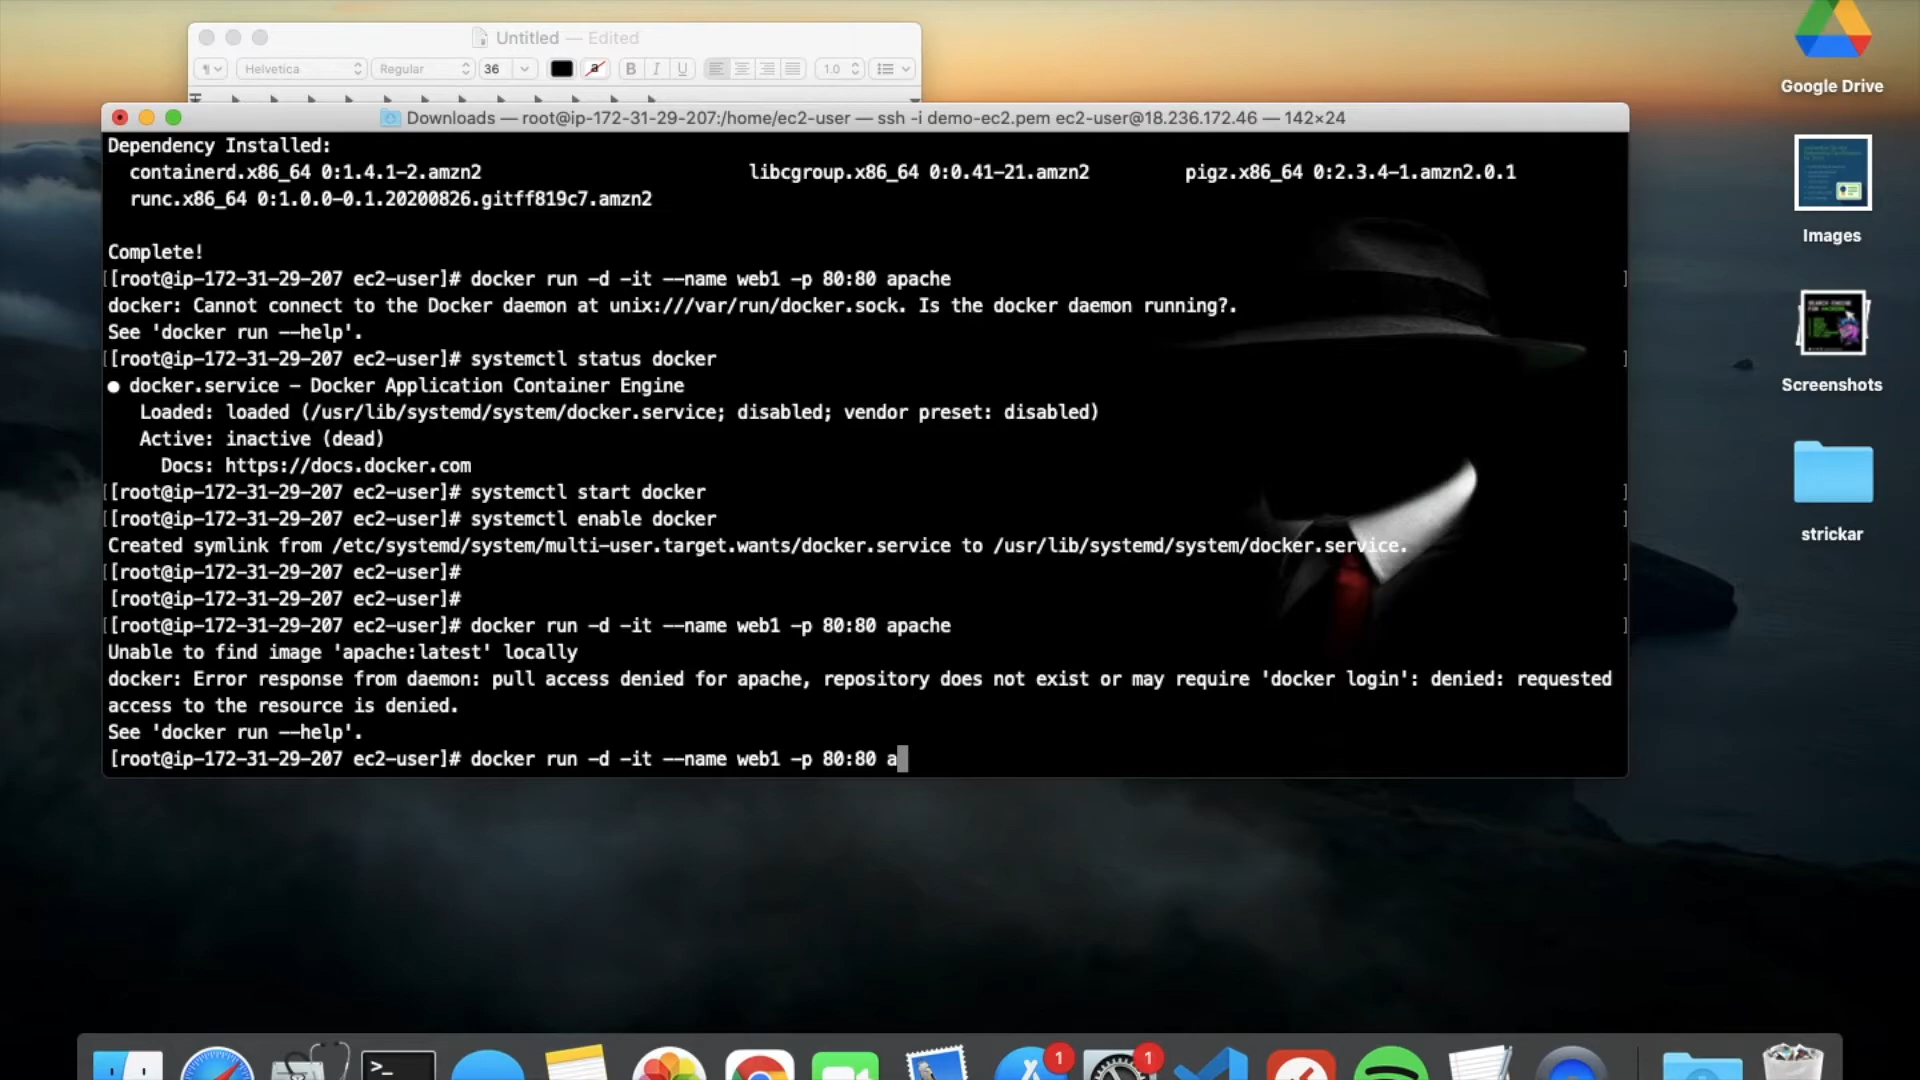 Untitled — Edited
Helvetica Regular 36 B I U 1.0
Downloads — root@ip-172-31-29-207:/home/ec2-user — ssh -i demo-ec2.pem ec2-user@18.236.172.46 — 142×24
Dependency Installed:
containerd.x86_64 0:1.4.1-2.amzn2 libcgroup.x86_64 0:0.41-21.amzn2 pigz.x86_64 0:2.3.4-1.amzn2.0.1
runc.x86_64 0:1.0.0-0.1.20200826.gitff819c7.amzn2
Complete!
[[root@ip-172-31-29-207 ec2-user]# docker run -d -it --name web1 -p 80:80 apache ]
docker: Cannot connect to the Docker daemon at unix:///var/run/docker.sock. Is the docker daemon running?.
See 'docker run --help'.
[[root@ip-172-31-29-207 ec2-user]# systemctl status docker ]
● docker.service - Docker Application Container Engine
Loaded: loaded (/usr/lib/systemd/system/docker.service; disabled; vendor preset: disabled)
Active: inactive (dead)
Docs: https://docs.docker.com
[[root@ip-172-31-29-207 ec2-user]# systemctl start docker ]
[[root@ip-172-31-29-207 ec2-user]# systemctl enable docker ]
Created symlink from /etc/systemd/system/multi-user.target.wants/docker.service to /usr/lib/systemd/system/docker.service.
[[root@ip-172-31-29-207 ec2-user]# ]
[root@ip-172-31-29-207 ec2-user]#
[[root@ip-172-31-29-207 ec2-user]# docker run -d -it --name web1 -p 80:80 apache ]
Unable to find image 'apache:latest' locally
docker: Error response from daemon: pull access denied for apache, repository does not exist or may require 'docker login': denied: requested
access to the resource is denied.
See 'docker run --help'.
[root@ip-172-31-29-207 ec2-user]# docker run -d -it --name web1 -p 80:80 a
Google Drive
Images
Screenshots
strickar
1
1